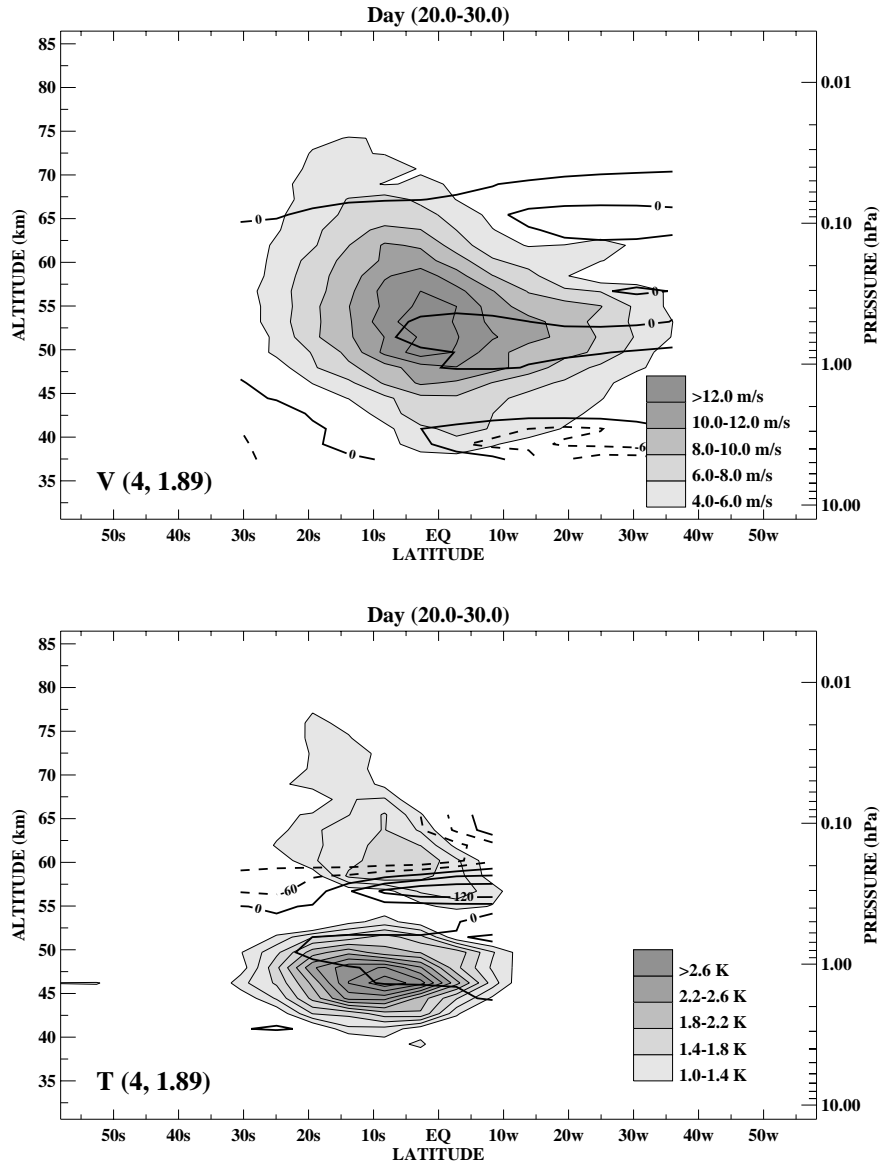 Day (20.0-30.0)
85
80
75
70
65
60
55
50
45
40
35
ALTITUDE (km)
0.01
0.10
1.00
10.00
PRESSURE (hPa)
0
0
0
0
0
0
-6
>12.0 m/s
10.0-12.0 m/s
8.0-10.0 m/s
6.0-8.0 m/s
4.0-6.0 m/s
V (4, 1.89)
50s 40s 30s 20s 10s EQ 10w 20w 30w 40w 50w
LATITUDE
Day (20.0-30.0)
85
80
75
70
65
60
55
50
45
40
35
ALTITUDE (km)
0.01
0.10
1.00
10.00
PRESSURE (hPa)
-60
120
0
0
>2.6 K
2.2-2.6 K
1.8-2.2 K
1.4-1.8 K
1.0-1.4 K
T (4, 1.89)
50s 40s 30s 20s 10s EQ 10w 20w 30w 40w 50w
LATITUDE